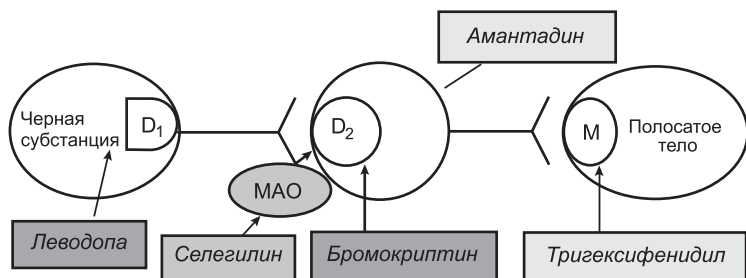 Амантадин
Черная
субстанция
D1
D2
М
Полосатое
тело
МАО
Леводопа
Селегилин
Бромокриптин
Тригексифенидил